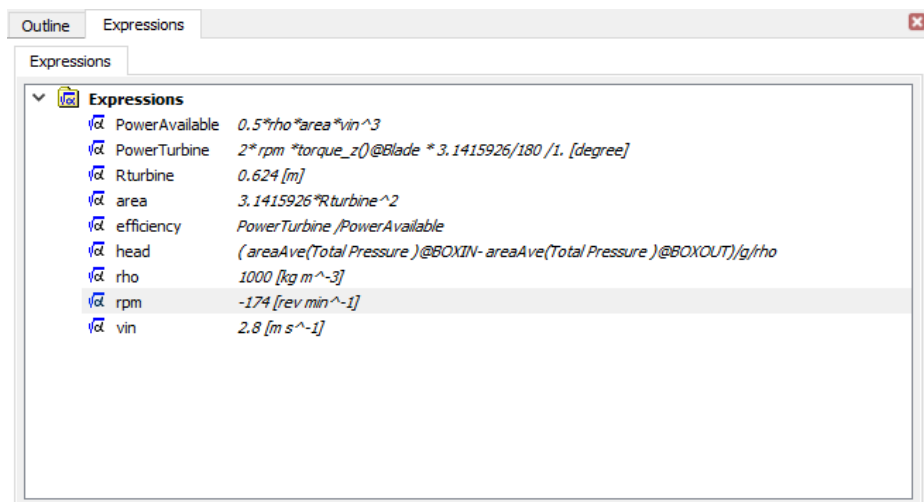 Outline Expressions
Expressions
Expressions
PowerAvailable 0.5*rho*area*vin^3
PowerTurbine 2* rpm *torque_z()@Blade * 3.1415926/180 /1. [degree]
Rturbine 0.624 [m]
area 3.1415926*Rturbine^2
efficiency PowerTurbine /PowerAvailable
head ( areaAve(Total Pressure )@BOXIN- areaAve(Total Pressure )@BOXOUT)/g/rho
rho 1000 [kg m^-3]
rpm -174 [rev min^-1]
vin 2.8 [m s^-1]